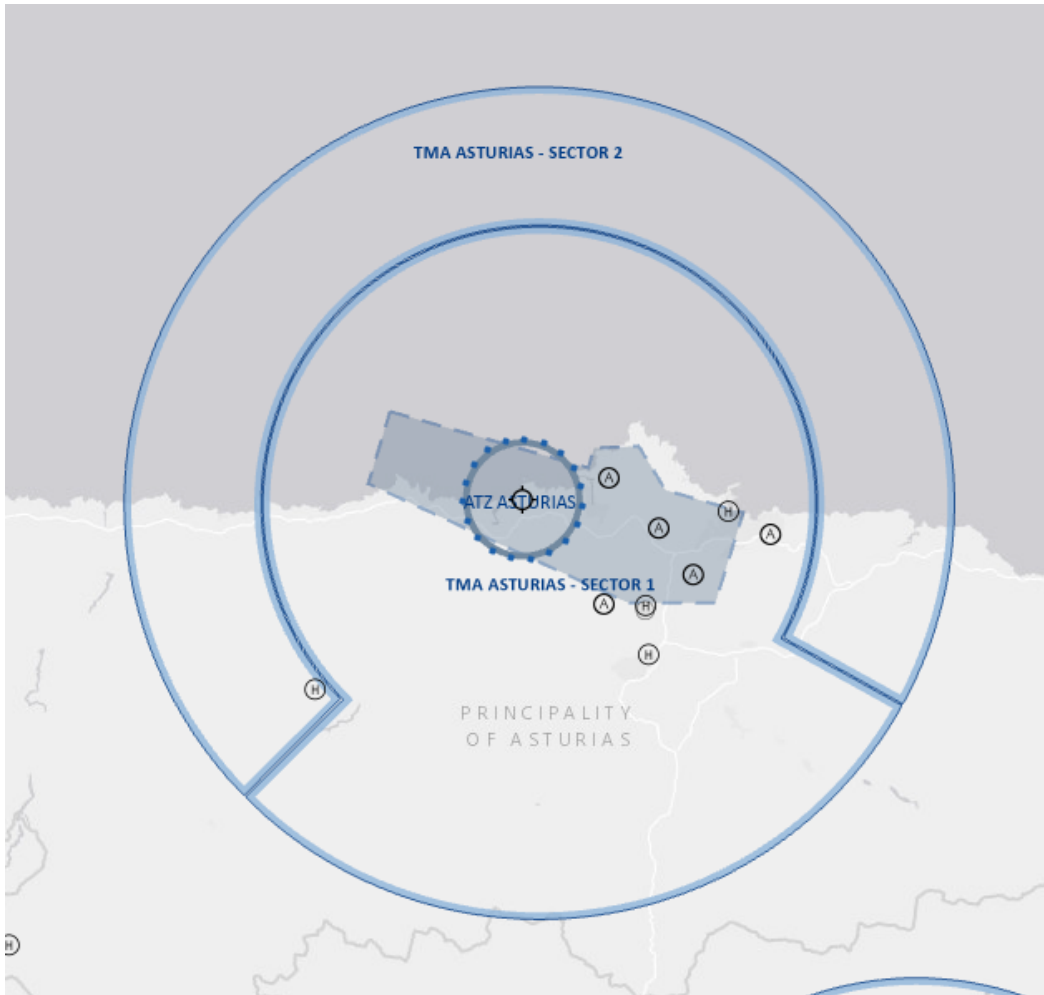 TMA ASTURIAS - SECTOR 2
A
ATZ ASTURIAS
H
A
A
A
TMA ASTURIAS - SECTOR 1
A
H
H
H
PRINCIPALITY
OF ASTURIAS
H